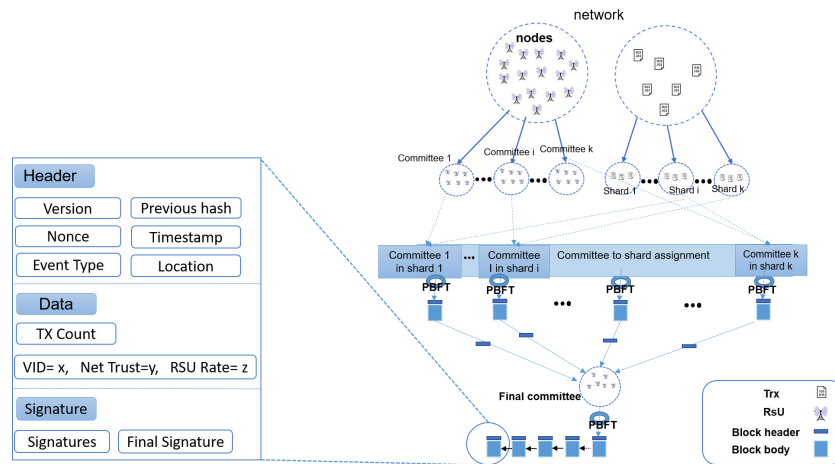 network
nodes
Committee 1
Committee i
Committee k
Shard 1
Shard i
Shard k
Committee 1
in shard 1
Committee
I in shard i
Committee to shard assignment
Committee k
in shard k
PBFT
PBFT
PBFT
PBFT
Final committee
PBFT
Header
Version
Previous hash
Nonce
Timestamp
Event Type
Location
Data
TX Count
VID= x, Net Trust=y, RSU Rate= z
Signature
Signatures
Final Signature
Trx
RsU
Block header
Block body